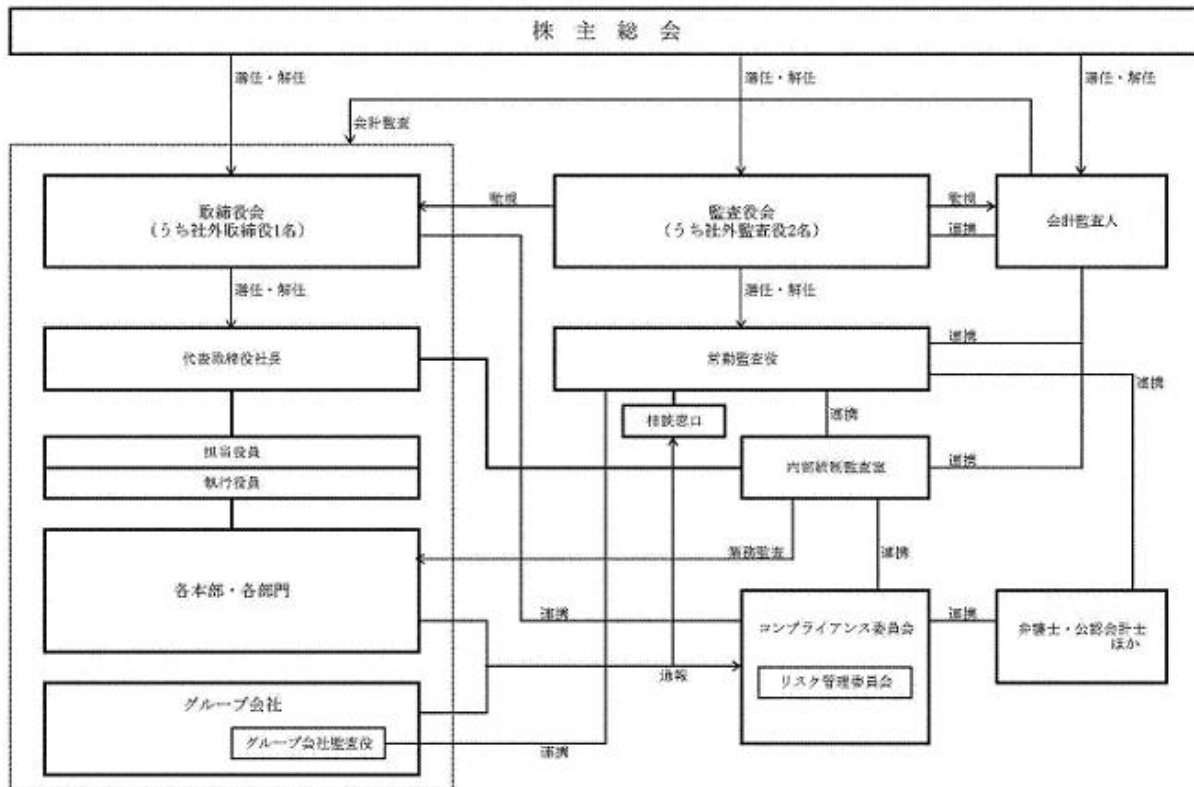 株主総会
選任・解任
選任・解任
選任・解任
会計監査
取締役会
（うち社外取締役1名）
監視
監査役会
（うち社外監査役2名）
監視
連携
会計監査人
選任・解任
選任・解任
代表取締役社長
常勤監査役
連携
連携
相談窓口
連携
担当役員
執行役員
内部統制監査室
連携
業務監査
連携
各本部・各部門
連携
コンプライアンス委員会
連携
弁護士・公認会計士
ほか
通報
リスク管理委員会
グループ会社
グループ会社監査役
連携